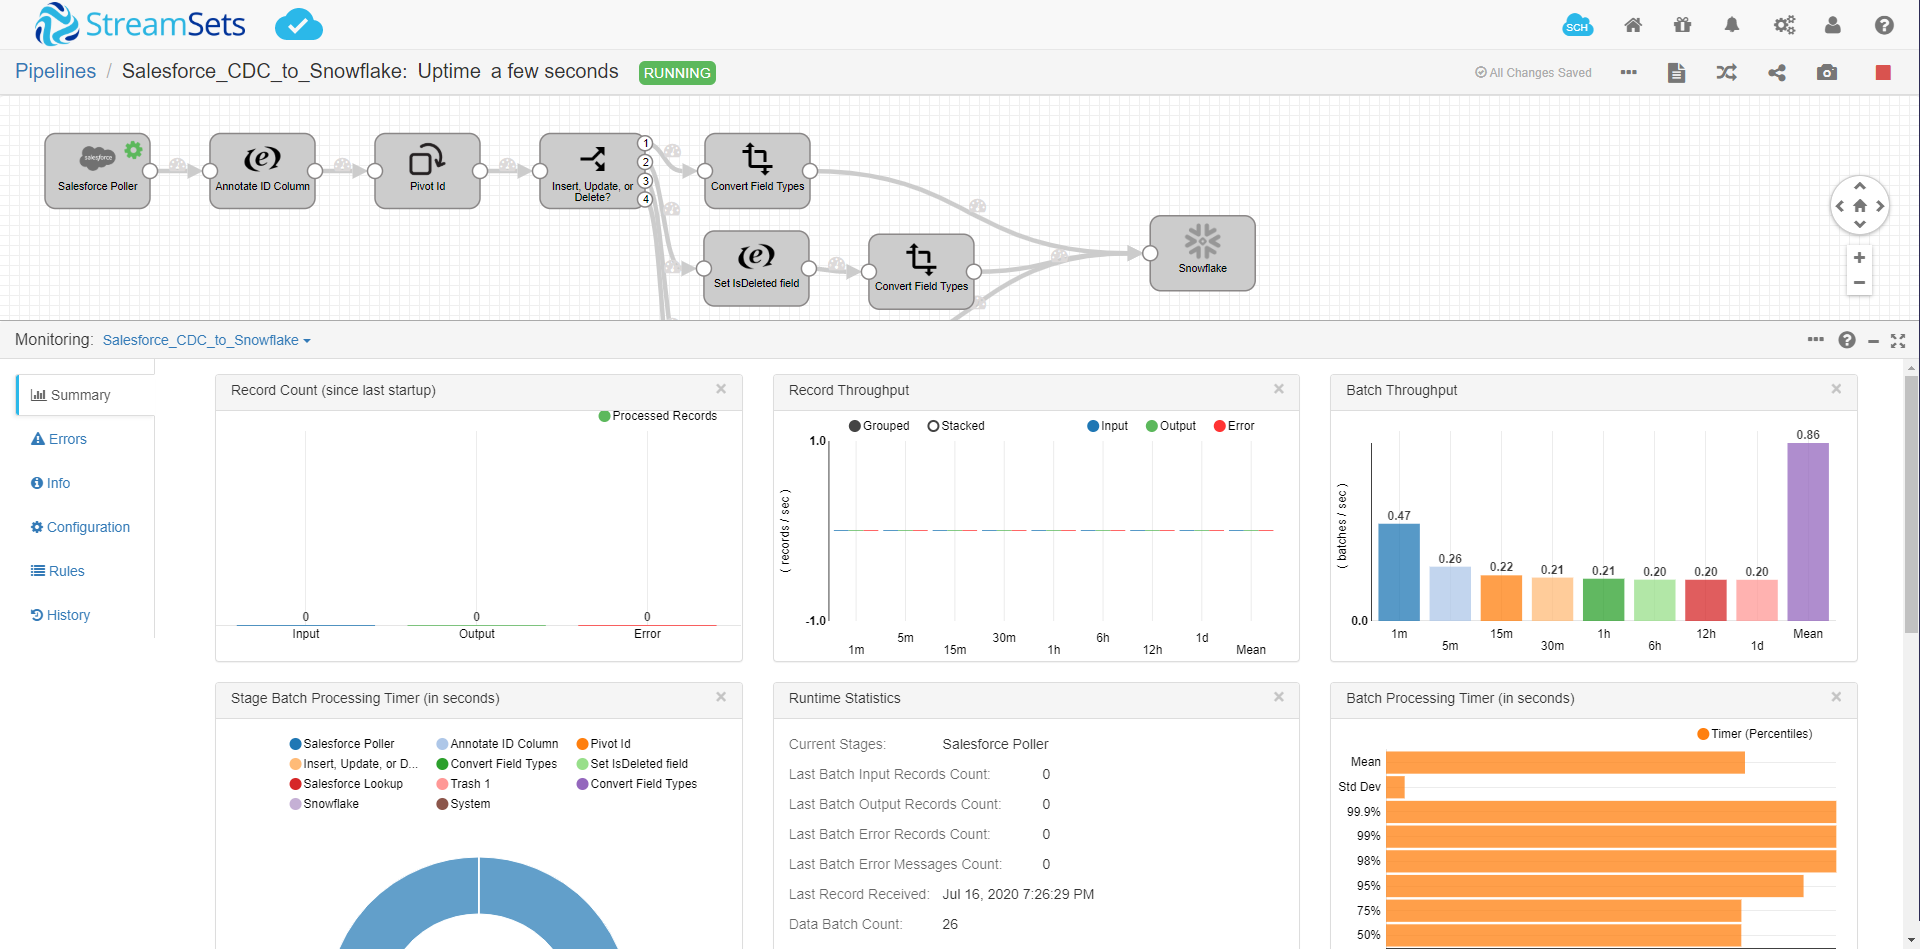 StreamSets
SCH
Pipelines / Salesforce_CDC_to_Snowflake: Uptime a few seconds RUNNING
All Changes Saved
Salesforce Poller
salesforce
Annotate ID Column
Pivot Id
Insert, Update, or
Delete?
1
2
3
4
Convert Field Types
Set IsDeleted field
Convert Field Types
Snowflake
Monitoring: Salesforce_CDC_to_Snowflake
Summary
Errors
Info
Configuration
Rules
History
Record Count (since last startup)
Processed Records
0 0 0
Input Output Error
Record Throughput
Grouped Stacked Input Output Error
1.0
( records / sec )
-1.0
5m 30m 6h 1d
1m 15m 1h 12h Mean
Batch Throughput
0.86
0.47
0.26 0.22 0.21 0.21 0.20 0.20 0.20
( batches / sec )
0.0
1m 15m 1h 12h Mean
5m 30m 6h 1d
Stage Batch Processing Timer (in seconds)
Salesforce Poller Annotate ID Column Pivot Id
Insert, Update, or D... Convert Field Types Set IsDeleted field
Salesforce Lookup Trash 1 Convert Field Types
Snowflake System
Runtime Statistics
Current Stages: Salesforce Poller
Last Batch Input Records Count: 0
Last Batch Output Records Count: 0
Last Batch Error Records Count: 0
Last Batch Error Messages Count: 0
Last Record Received: Jul 16, 2020 7:26:29 PM
Data Batch Count: 26
Batch Processing Timer (in seconds)
Timer (Percentiles)
Mean
Std Dev
99.9%
99%
98%
95%
75%
50%